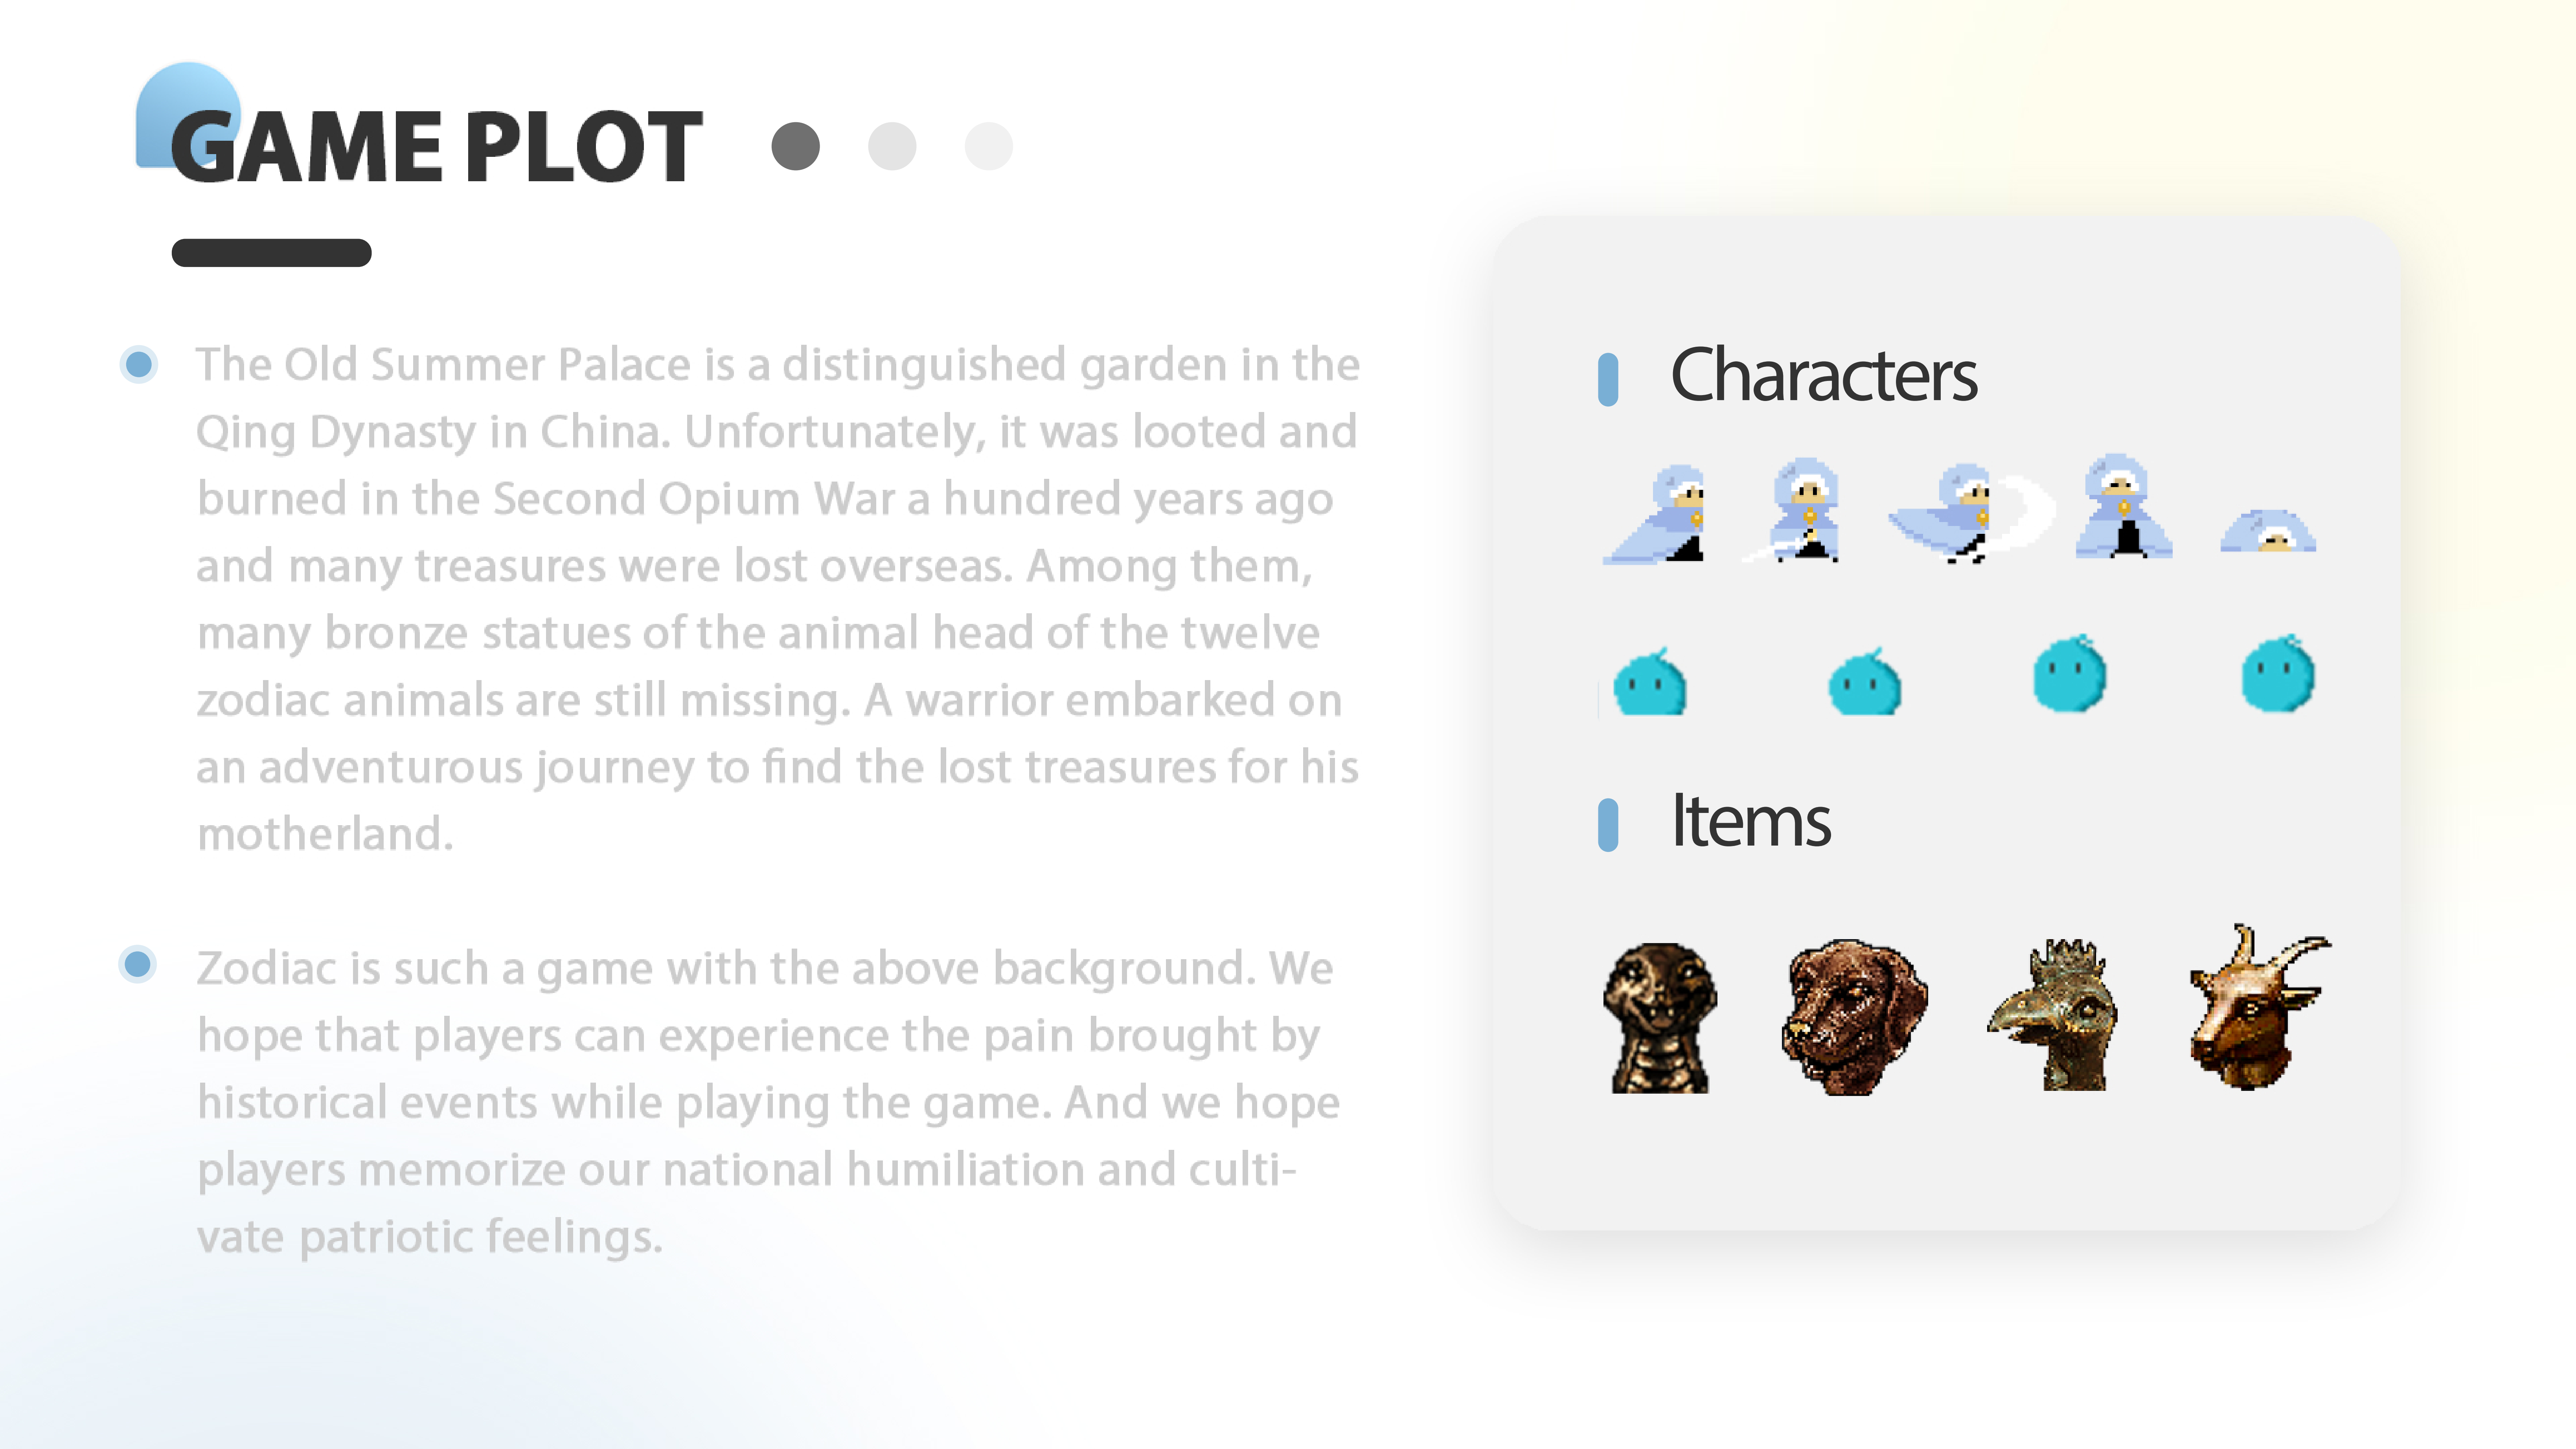 GAME PLOT
The Old Summer Palace is a distinguished garden in the
Qing Dynasty in China. Unfortunately, it was looted and
burned in the Second Opium War a hundred years ago
and many treasures were lost overseas. Among them,
many bronze statues of the animal head of the twelve
zodiac animals are still missing. A warrior embarked on
an adventurous journey to find the lost treasures for his
motherland.
Zodiac is such a game with the above background. We
hope that players can experience the pain brought by
historical events while playing the game. And we hope
players memorize our national humiliation and culti-
vate patriotic feelings.
Characters
Items